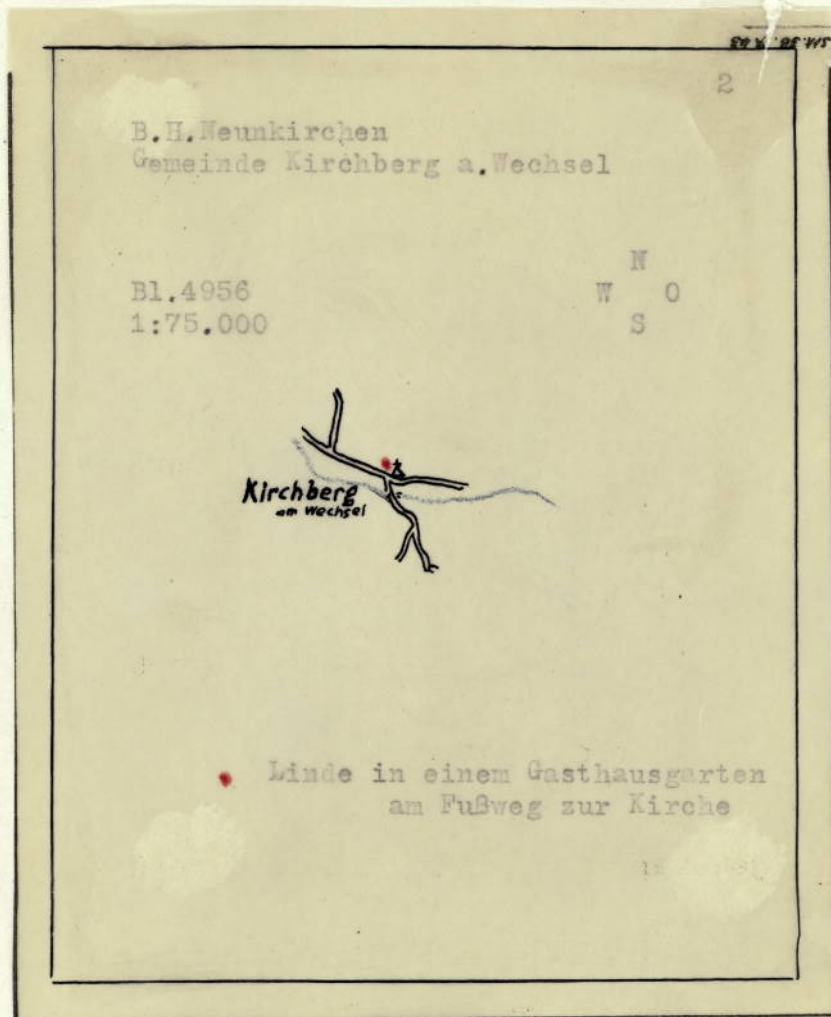 2
B.H.Neunkirchen
Gemeinde Kirchberg a.Wechsel
N
Bl.4956
W O
1:75.000
S
Kirchberg
am Wechsel
Linde in einem Gasthausgarten
am Fußweg zur Kirche